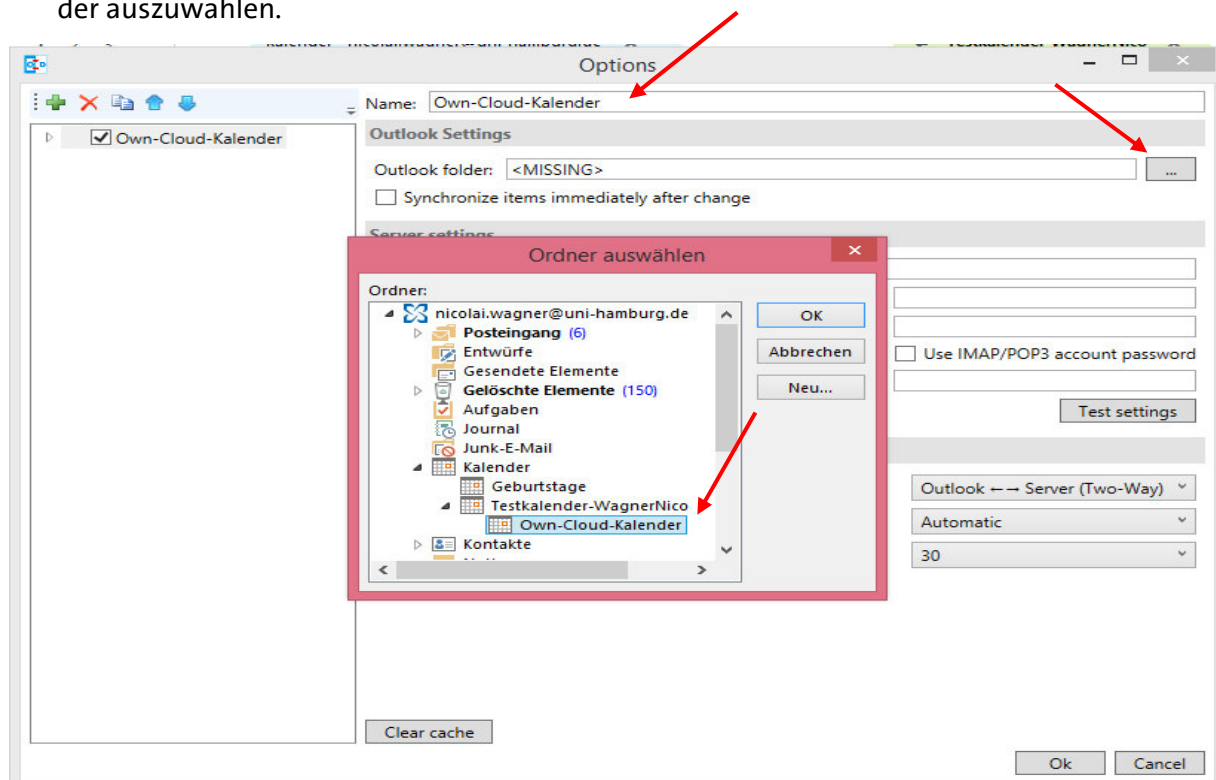 der auszuwählen.
Options
Name: Own-Cloud-Kalender
Own-Cloud-Kalender
Outlook Settings
Outlook folder: <MISSING> ...
Synchronize items immediately after change
Server settings
Ordner auswählen
Ordner:
nicolai.wagner@uni-hamburg.de
OK
Posteingang (6)
Entwürfe
Abbrechen
Use IMAP/POP3 account password
Gesendete Elemente
Gelöschte Elemente (150)
Neu...
Aufgaben
Test settings
Journal
Junk-E-Mail
Kalender
Geburtstage
Outlook ←→ Server (Two-Way)
Testkalender-WagnerNico
Own-Cloud-Kalender
Automatic
Kontakte
30
Clear cache
Ok Cancel